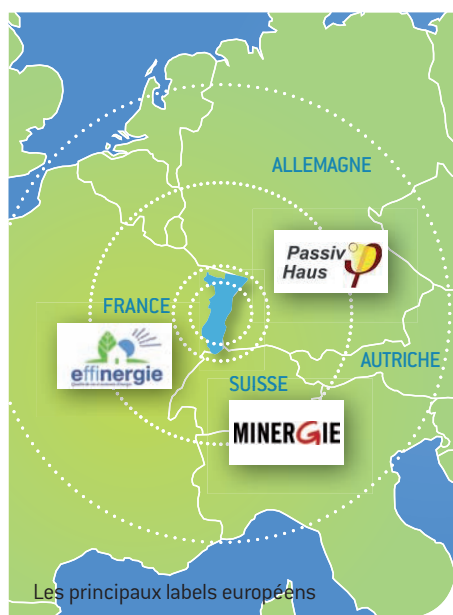 ALLEMAGNE
Passiv
Haus
FRANCE
effinergie
AUTRICHE
SUISSE
MINERGIE
Les principaux labels européens